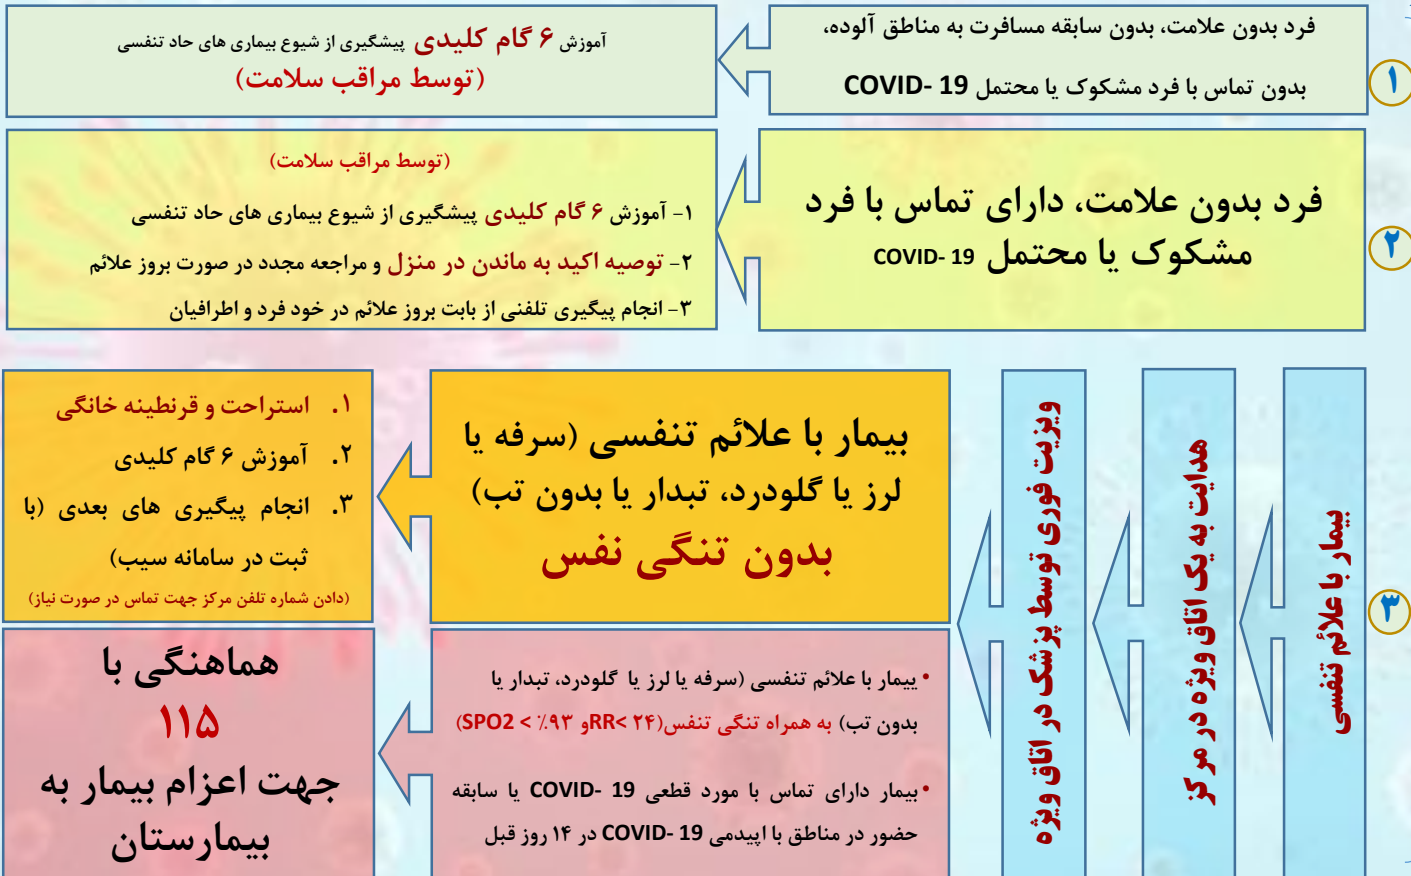 ۱
فرد بدون علامت، بدون سابقه مسافرت به مناطق آلوده،
بدون تماس با فرد مشکوک یا محتمل COVID- 19
آموزش ۶ گام کلیدی پیشگیری از شیوع بیماری های حاد تنفسی
(توسط مراقب سلامت)
۲
فرد بدون علامت، دارای تماس با فرد
مشکوک یا محتمل COVID- 19
(توسط مراقب سلامت)
۱- آموزش ۶ گام کلیدی پیشگیری از شیوع بیماری های حاد تنفسی
۲- توصیه اکید به ماندن در منزل و مراجعه مجدد در صورت بروز علائم
۳- انجام پیگیری تلفنی از بابت بروز علائم در خود فرد و اطرافیان
۳
بیمار با علائم تنفسی
هدایت به یک اتاق ویژه در مرکز
ویزیت فوری توسط پزشک در اتاق ویژه
بیمار با علائم تنفسی (سرفه یا
لرز یا گلودرد، تبدار یا بدون تب)
بدون تنگی نفس
۱. استراحت و قرنطینه خانگی
۲. آموزش ۶ گام کلیدی
۳. انجام پیگیری های بعدی (با
ثبت در سامانه سیب)
(دادن شماره تلفن مرکز جهت تماس در صورت نیاز)
• ییمار با علائم تنفسی (سرفه یا لرز یا گلودرد، تبدار یا
بدون تب) به همراه تنگی تنفس(۲۴ >RR و ۹۳٪ > SPO2)
• بیمار دارای تماس با مورد قطعی COVID- 19 یا سابقه
حضور در مناطق با اپیدمی COVID- 19 در ۱۴ روز قبل
هماهنگی با
۱۱۵
جهت اعزام بیمار به
بیمارستان